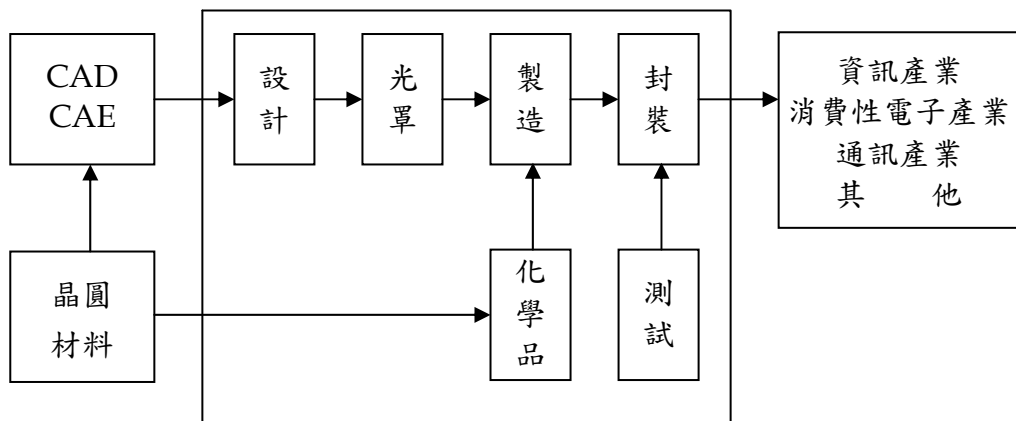 CAD
CAE
設計
光罩
製造
封裝
資訊產業
消費性電子產業
通訊產業
其　　他
晶圓
材料
化學品
測試